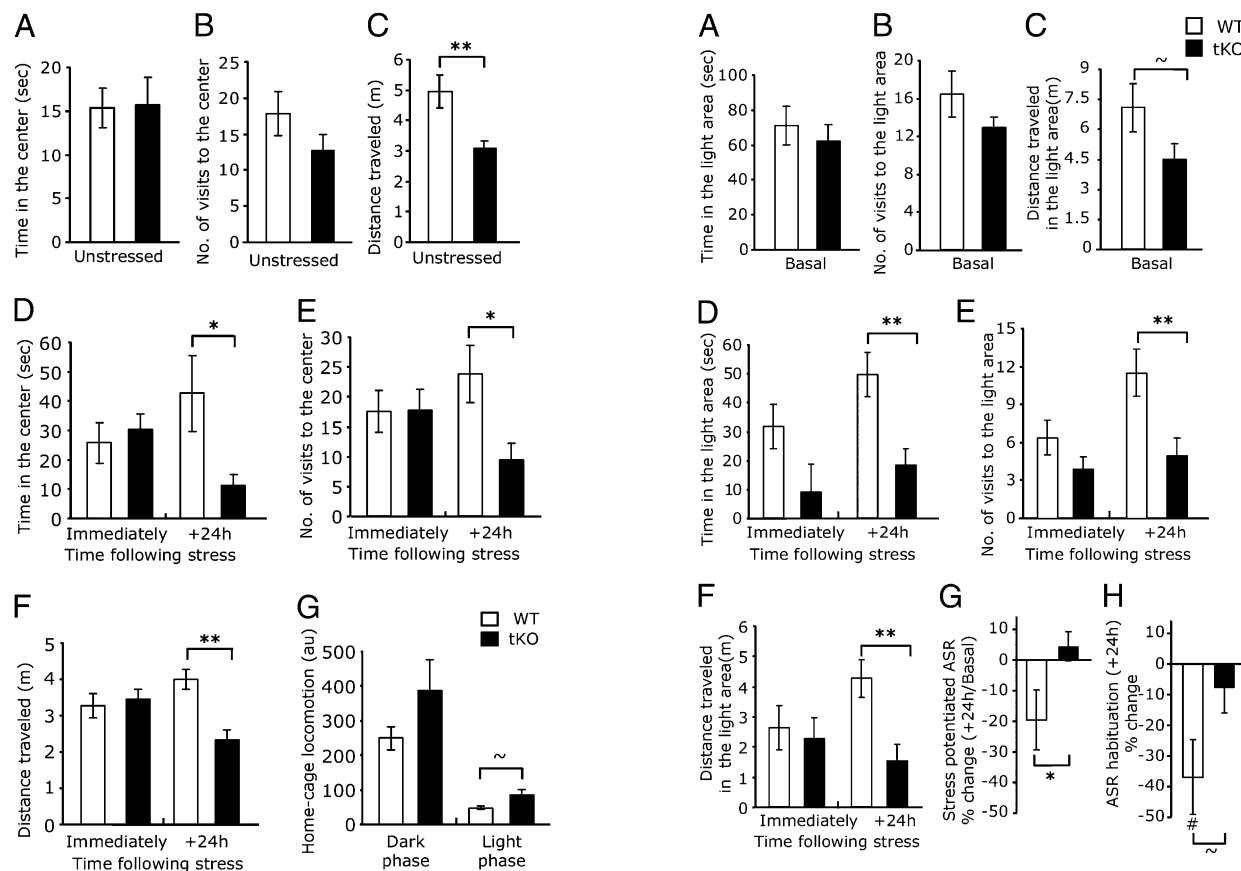 A
Time in the center (sec)
20
15
10
5
0
Unstressed
B
No. of visits to the center
25
20
15
10
5
0
Unstressed
C
Distance traveled (m)
**
6
5
4
3
2
1
0
Unstressed
D
Time in the center (sec)
*
60
50
40
30
20
10
0
Immediately +24h
Time following stress
E
No. of visits to the center
*
30
25
20
15
10
5
0
Immediately +24h
Time following stress
F
Distance traveled (m)
**
5
4
3
2
1
0
Immediately +24h
Time following stress
G
WT
tKO
Home-cage locomotion (au)
~
500
400
300
200
100
0
Dark Light
phase phase
A
Time in the light area (sec)
100
80
60
40
20
0
Basal
B
No. of visits to the light area
20
16
12
8
4
0
Basal
C
WT
tKO
Distance traveled
in the light area(m)
~
9
7.5
6
4.5
3
1.5
0
Basal
D
Time in the light area (sec)
**
60
50
40
30
20
10
0
Immediately +24h
Time following stress
E
No. of visits to the light area
**
15
12
9
6
3
0
Immediately +24h
Time following stress
F
Distance traveled
in the light area(m)
**
6
5
4
3
2
1
0
Immediately +24h
Time following stress
G
Stress potentiated ASR
% change (+24h/Basal)
10
0
-10
-20
-30
-40
-50
*
H
ASR habituation (+24h)
% change
10
0
-10
-20
-30
-40
-50
#
~